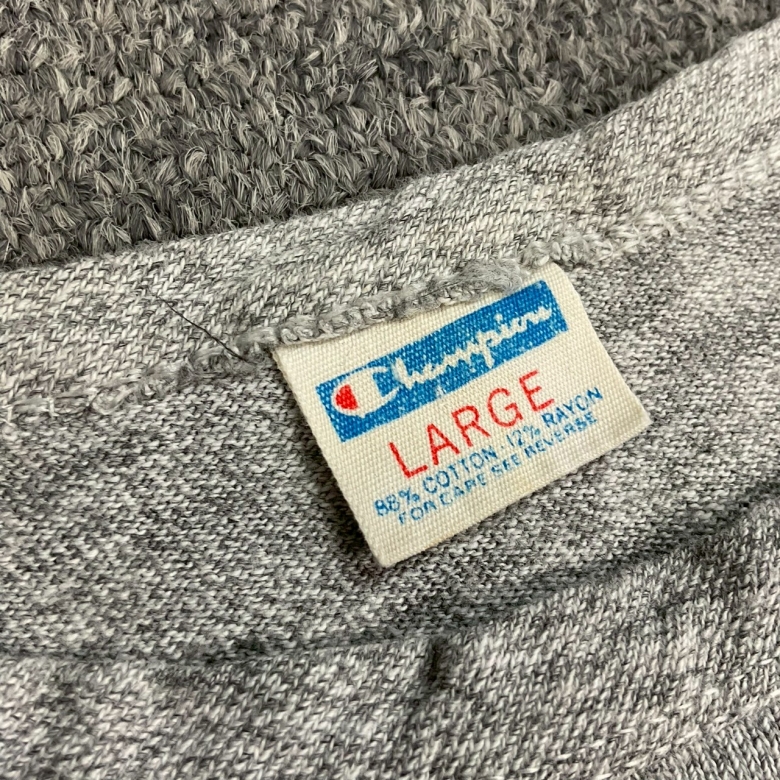 Champion
LARGE
88% COTTON 12% RAYON
FOR CARE SEE REVERSE